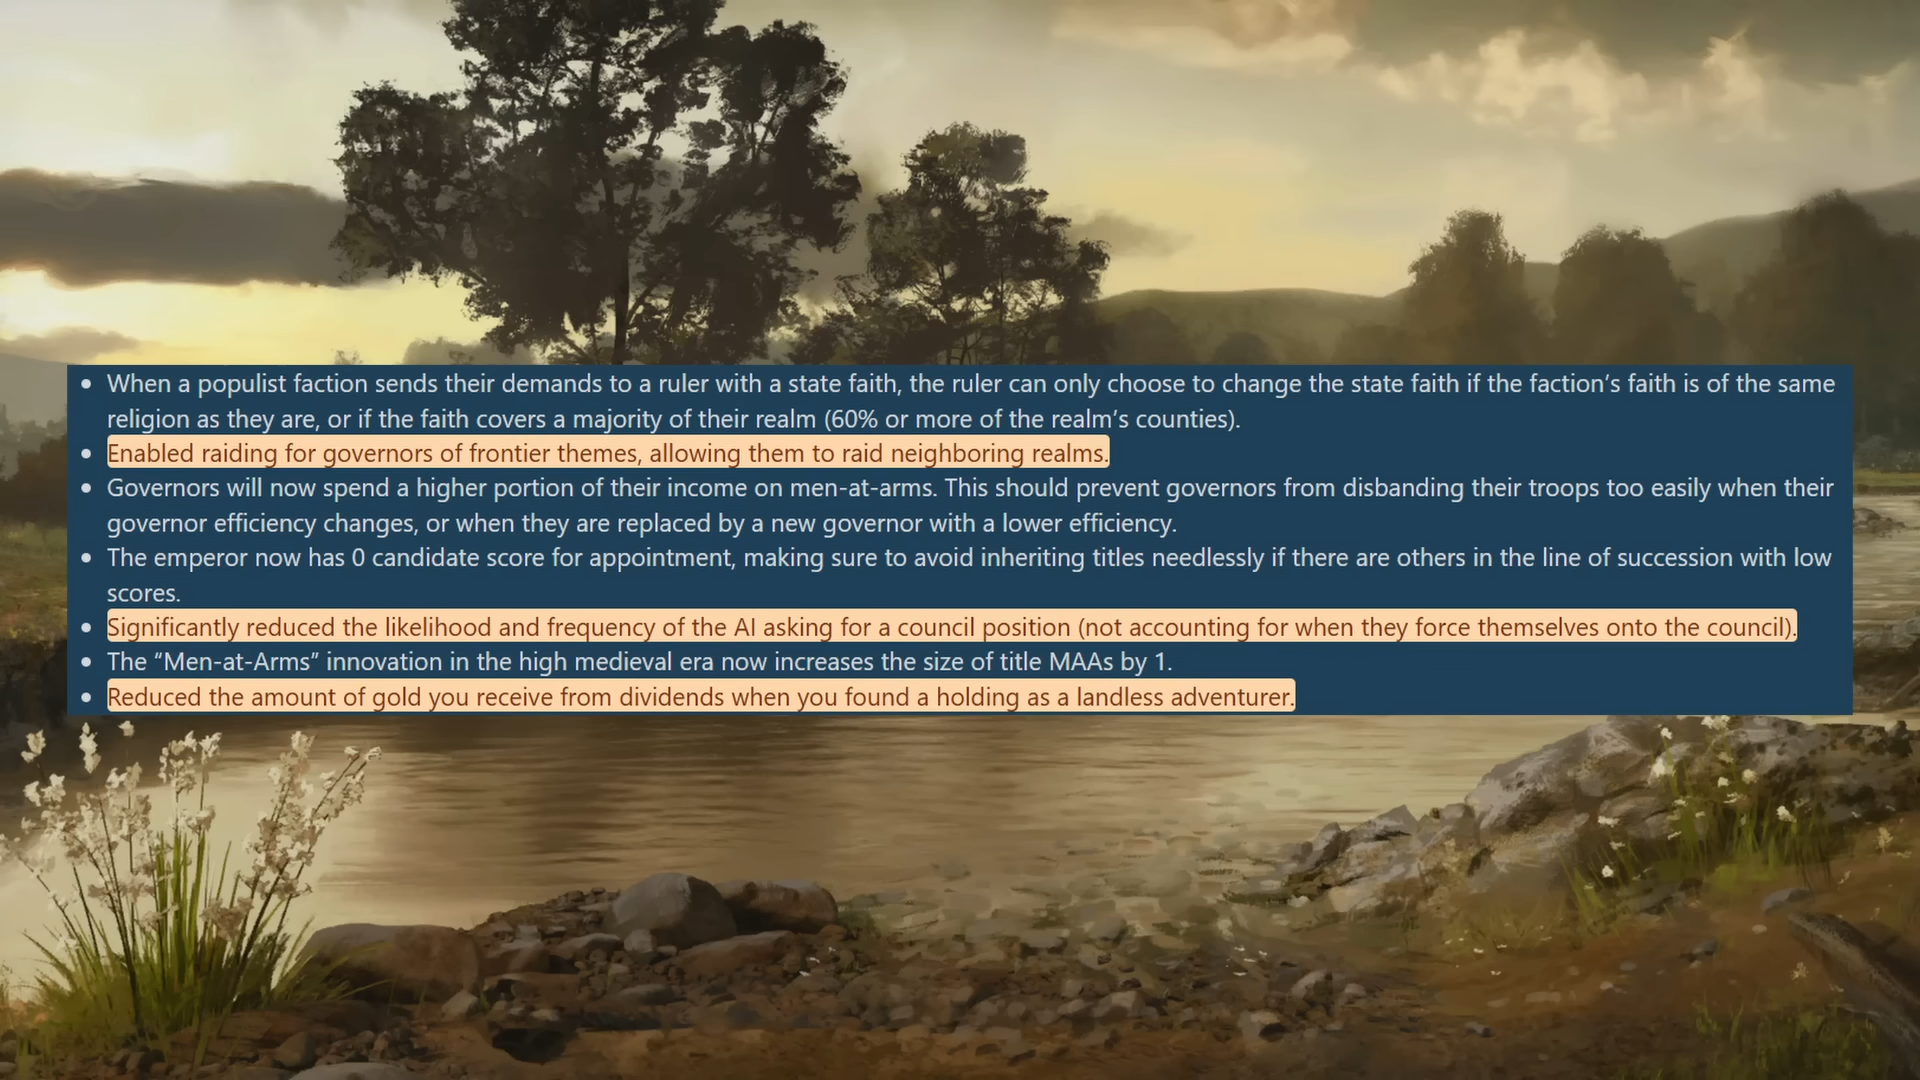 • When a populist faction sends their demands to a ruler with a state faith, the ruler can only choose to change the state faith if the faction’s faith is of the same
religion as they are, or if the faith covers a majority of their realm (60% or more of the realm’s counties).
• Enabled raiding for governors of frontier themes, allowing them to raid neighboring realms.
• Governors will now spend a higher portion of their income on men-at-arms. This should prevent governors from disbanding their troops too easily when their
governor efficiency changes, or when they are replaced by a new governor with a lower efficiency.
• The emperor now has 0 candidate score for appointment, making sure to avoid inheriting titles needlessly if there are others in the line of succession with low
scores.
• Significantly reduced the likelihood and frequency of the AI asking for a council position (not accounting for when they force themselves onto the council).
• The “Men-at-Arms” innovation in the high medieval era now increases the size of title MAAs by 1.
• Reduced the amount of gold you receive from dividends when you found a holding as a landless adventurer.